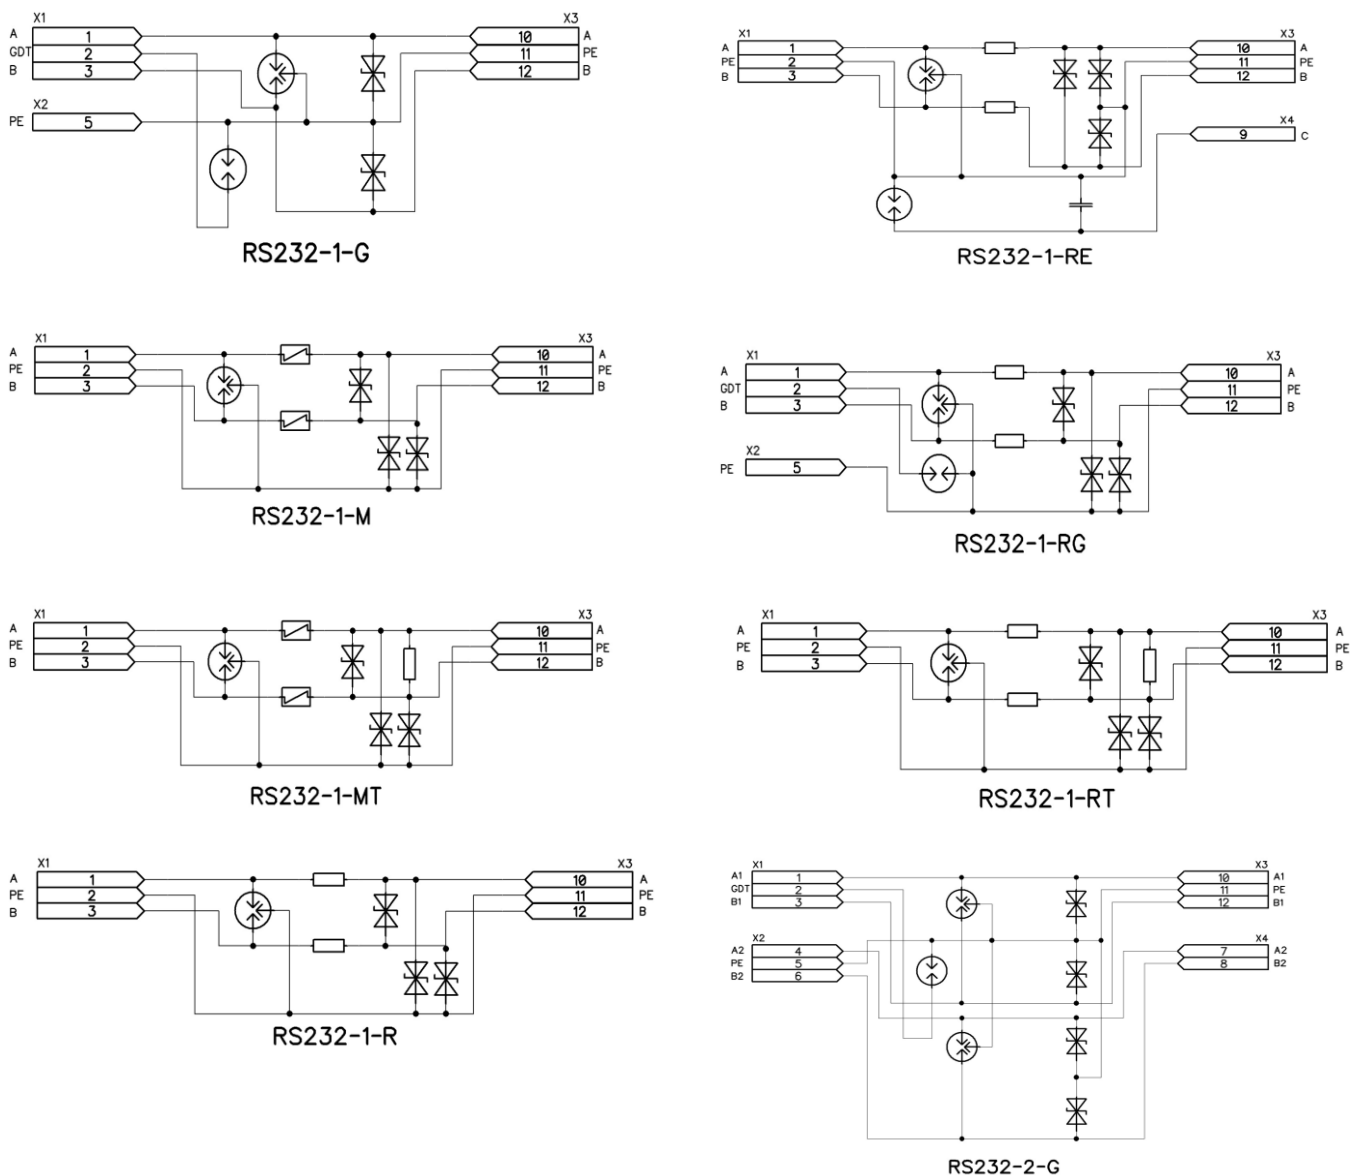 X1 X3
A 1 10 A
GDT 2 11 PE
B 3 12 B
X2
PE 5
RS232-1-G
X1 X3
A 1 10 A
PE 2 11 PE
B 3 12 B
X4
9 C
RS232-1-RE
X1 X3
A 1 10 A
PE 2 11 PE
B 3 12 B
RS232-1-M
X1 X3
A 1 10 A
GDT 2 11 PE
B 3 12 B
X2
PE 5
RS232-1-RG
X1 X3
A 1 10 A
PE 2 11 PE
B 3 12 B
RS232-1-MT
X1 X3
A 1 10 A
PE 2 11 PE
B 3 12 B
RS232-1-RT
X1 X3
A 1 10 A
PE 2 11 PE
B 3 12 B
RS232-1-R
X1 X3
A1 1 10 A1
GDT 2 11 PE
B1 3 12 B1
X2 X4
A2 4 7 A2
PE 5 8 B2
B2 6
RS232-2-G